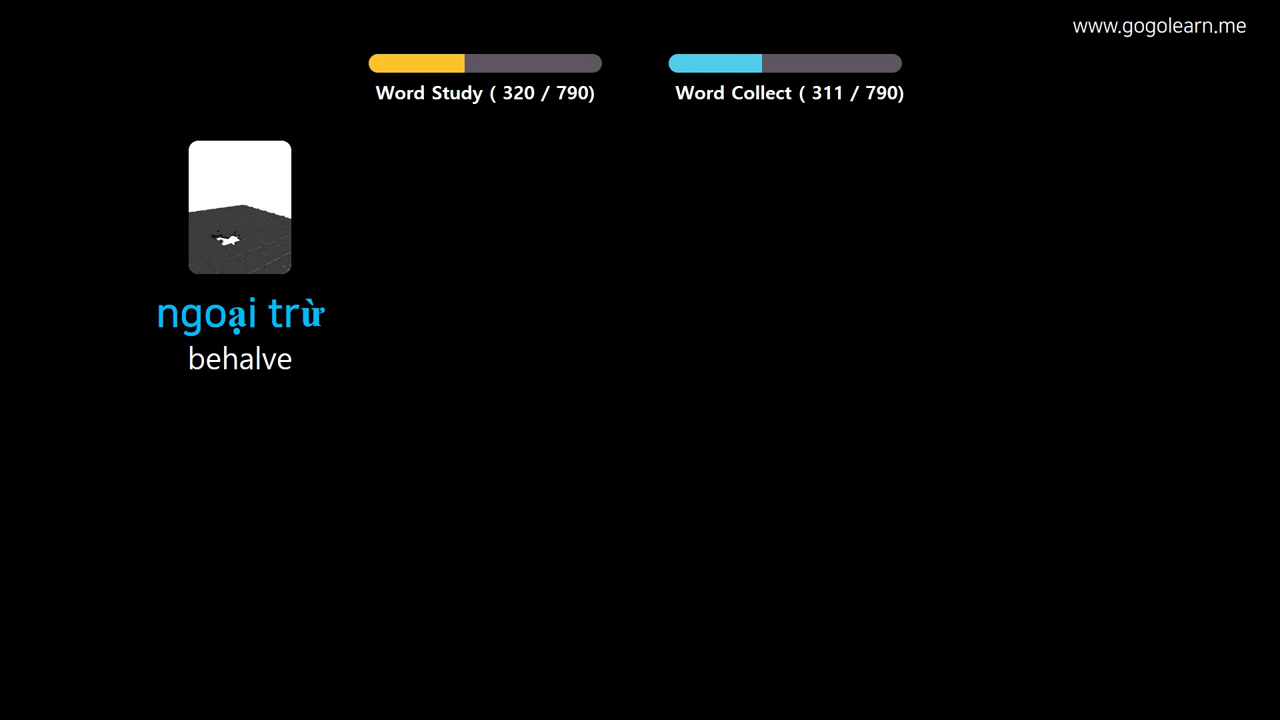 www.gogolearn.me
Word Study ( 320 / 790)
Word Collect ( 311 / 790)
ngoại trừ
behalve